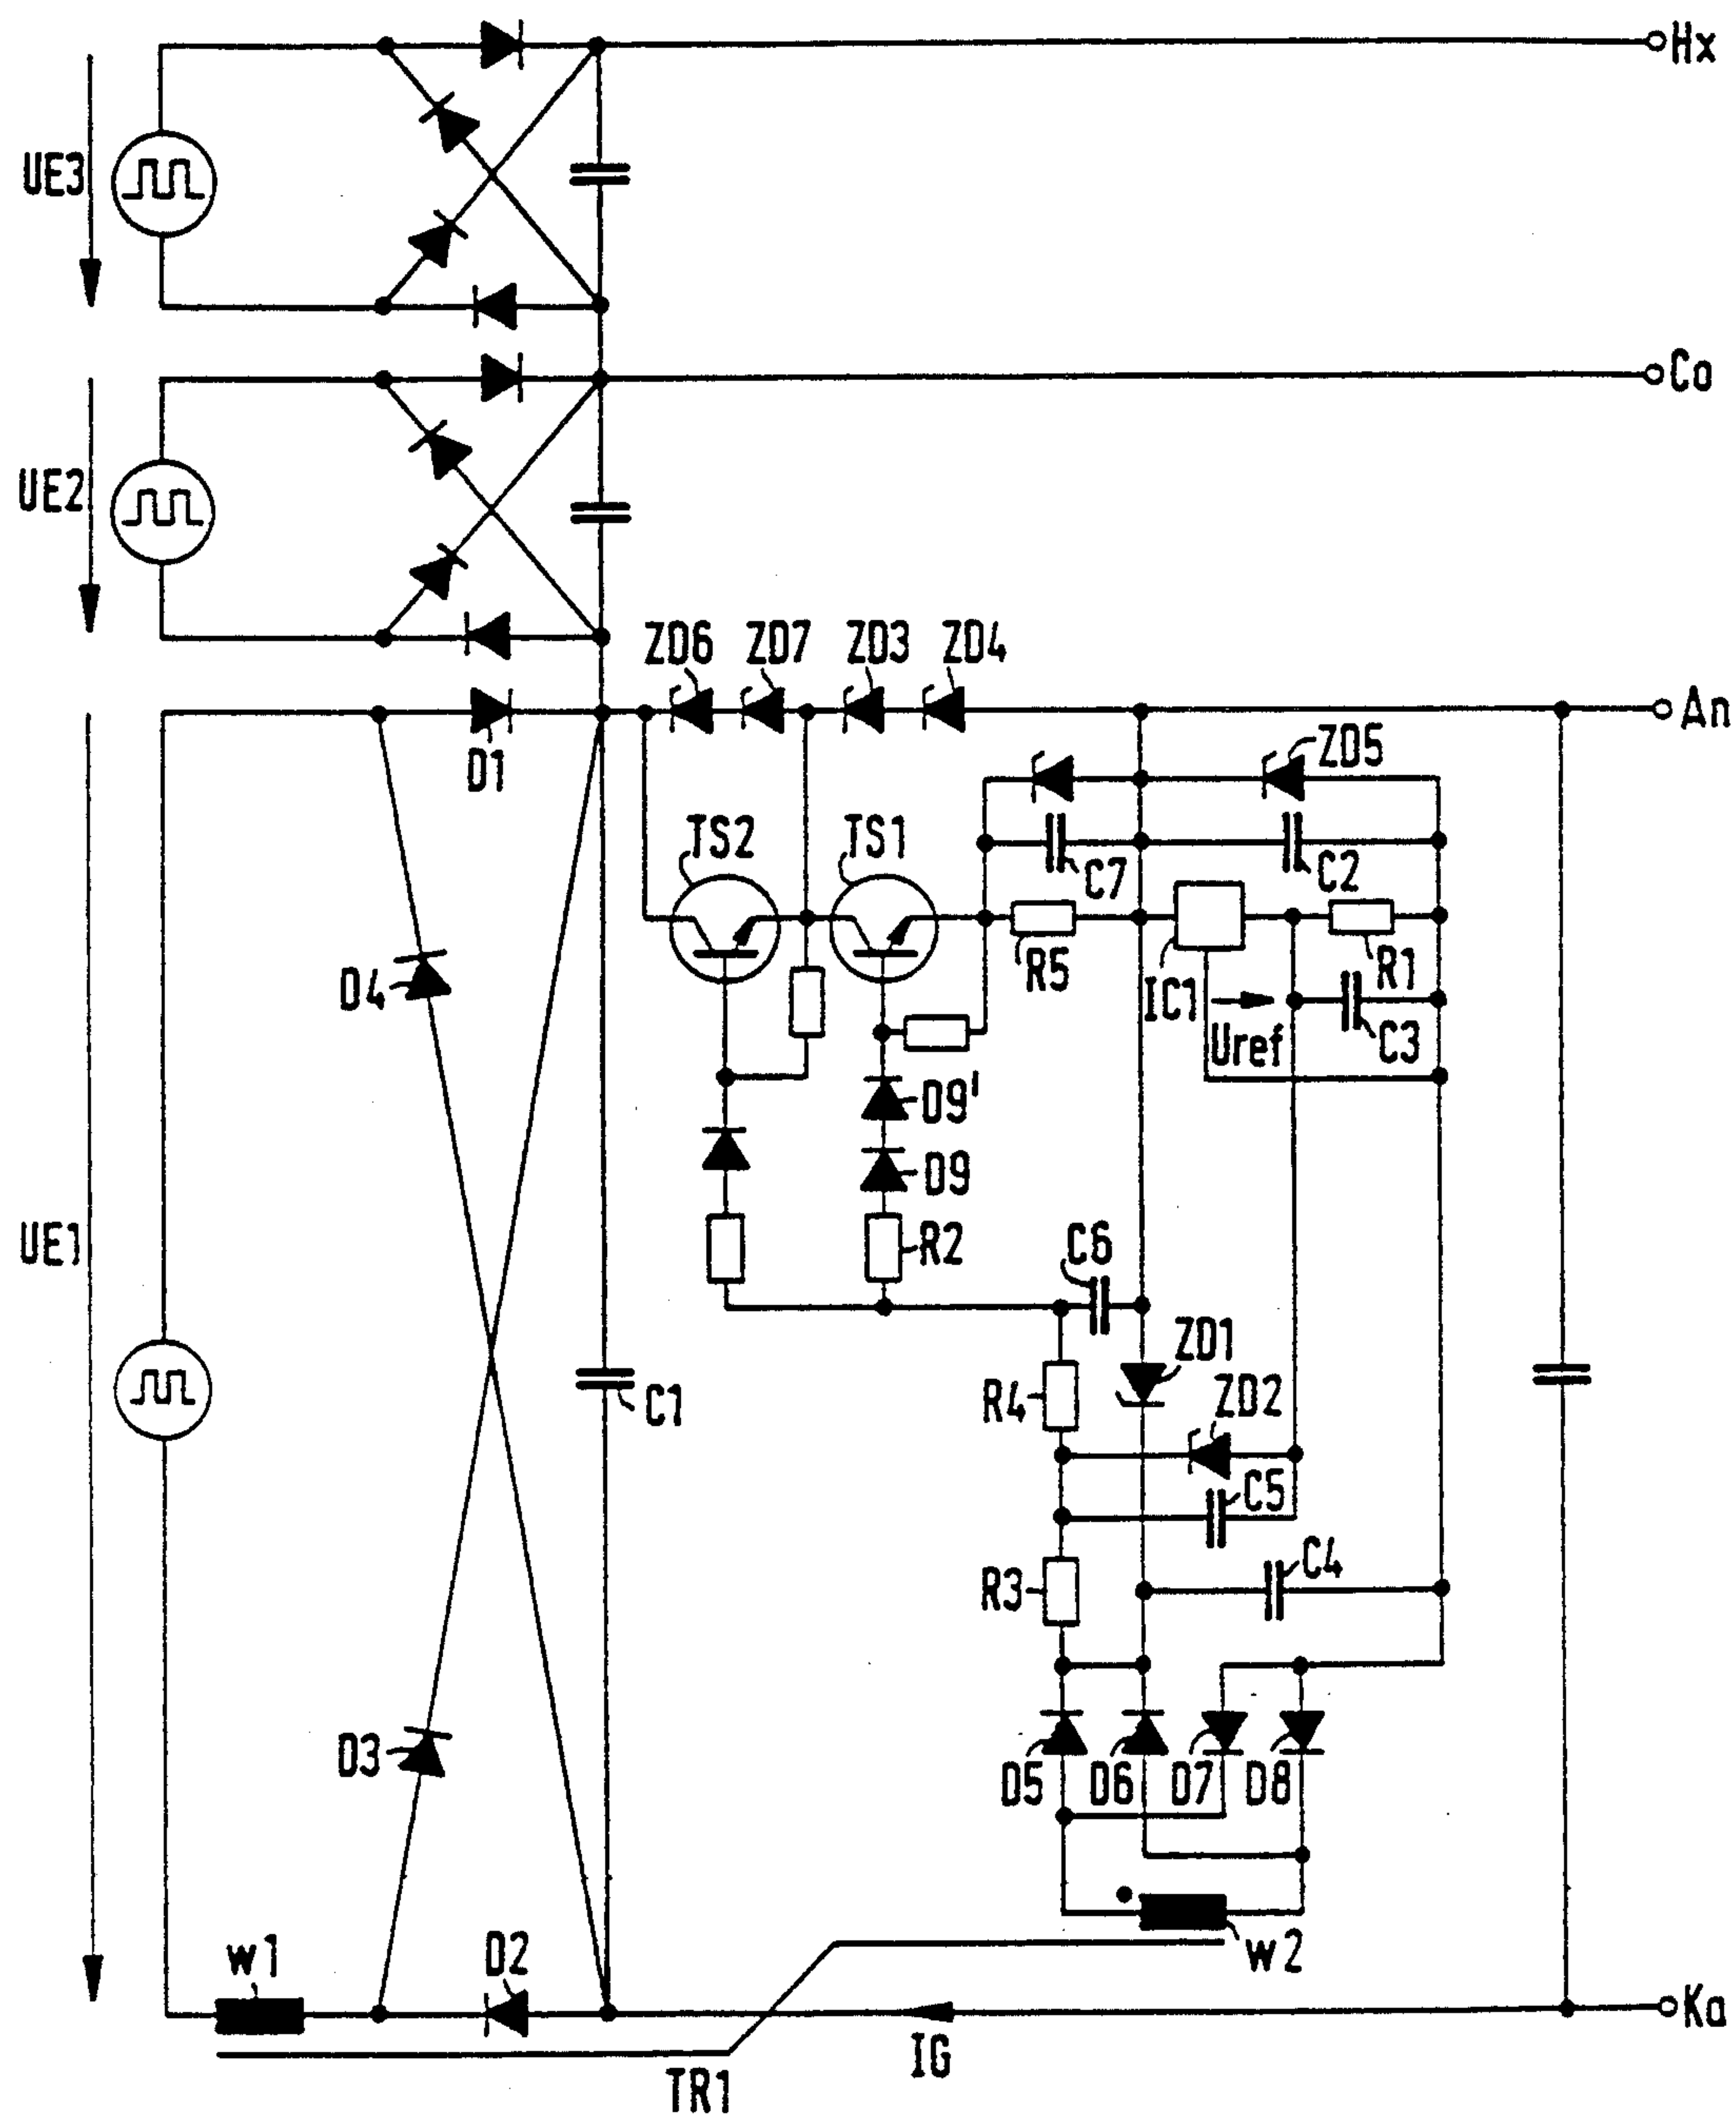 Hx
UE3
Co
UE2
ZD6 ZD7 ZD3 ZD4
An
D1
ZD5
TS2 TS1
C7 C2
D4
R5 IC1 R1
Uref C3
D9'
D9
UE1
R2 C6
ZD1
C1
R4 ZD2
C5
R3 C4
D3
D5 D6 D7 D8
w1 D2 w2
Ka
IG
TR1